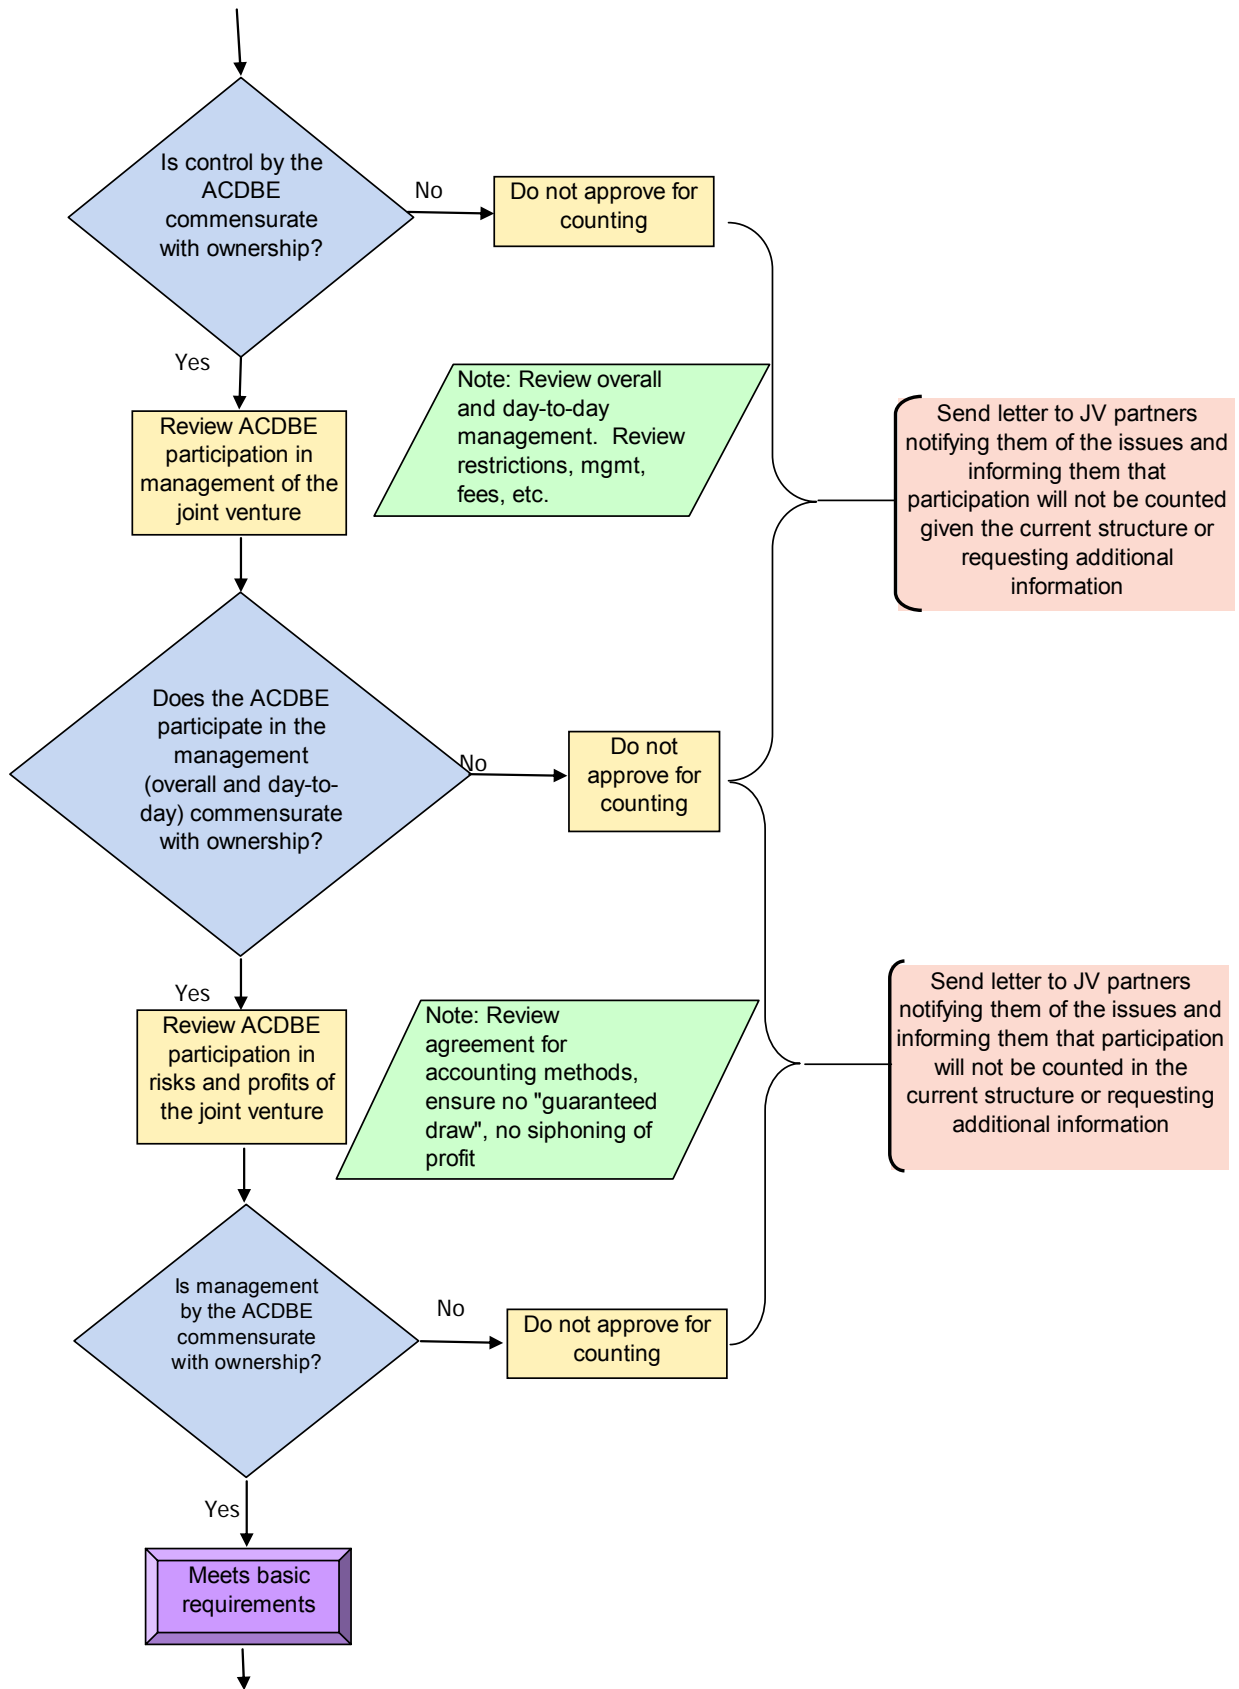 Is control by the
ACDBE
commensurate
with ownership?
No
Do not approve for
counting
Yes
Note: Review overall
and day-to-day
management.  Review
restrictions, mgmt,
fees, etc.
Send letter to JV partners
notifying them of the issues and
informing them that
participation will not be counted
given the current structure or
requesting additional
information
Review ACDBE
participation in
management of the
joint venture
Does the ACDBE
participate in the
management
(overall and day-to-
day) commensurate
with ownership?
No
Do not
approve for
counting
Yes
Review ACDBE
participation in
risks and profits of
the joint venture
Note: Review
agreement for
accounting methods,
ensure no "guaranteed
draw", no siphoning of
profit
Send letter to JV partners
notifying them of the issues and
informing them that participation
will not be counted in the
current structure or requesting
additional information
Is management
by the ACDBE
commensurate
with ownership?
No
Do not approve for
counting
Yes
Meets basic
requirements